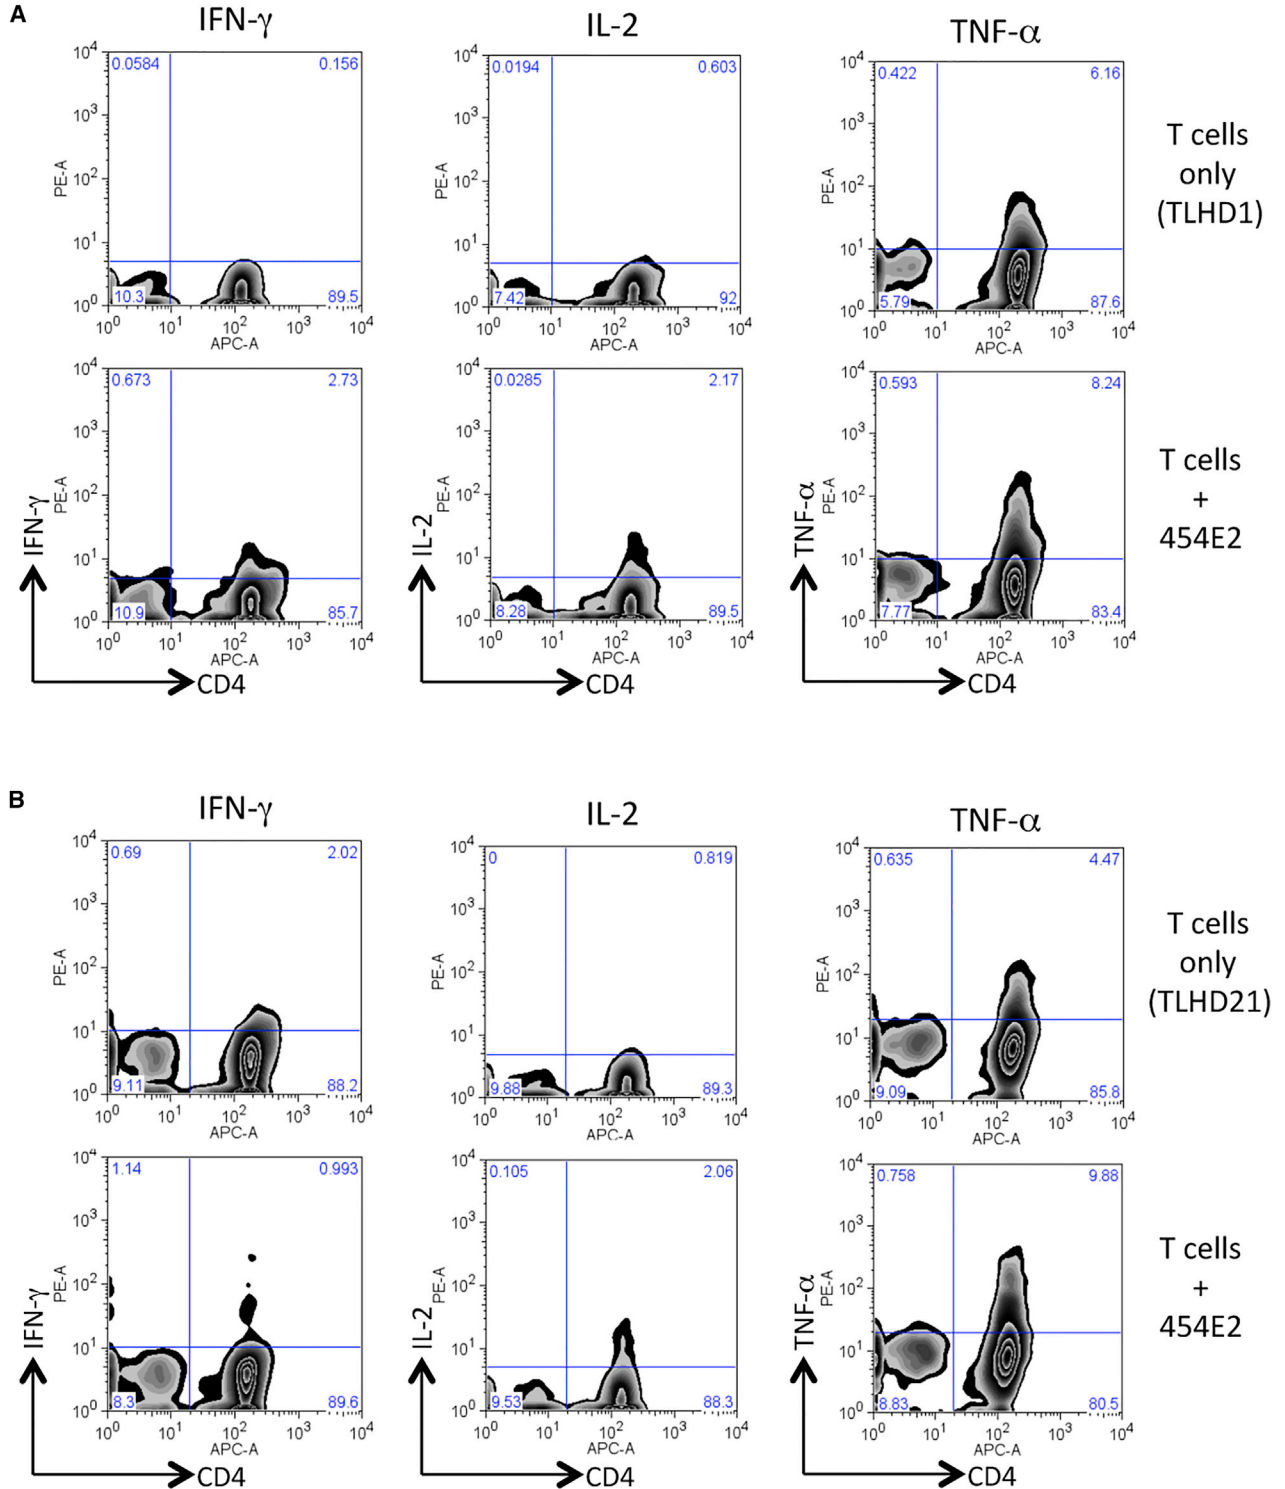 A
IFN-γ
IL-2
TNF-α
10⁴
10³
10²
10¹
10⁰
PE-A
0.0584
0.156
10.3
89.5
10⁰ 10¹ 10² 10³ 10⁴
APC-A
10⁴
10³
10²
10¹
10⁰
PE-A
0.0194
0.603
7.42
92
10⁰ 10¹ 10² 10³ 10⁴
APC-A
10⁴
10³
10²
10¹
10⁰
PE-A
0.422
6.16
5.79
87.6
10⁰ 10¹ 10² 10³ 10⁴
APC-A
T cells
only
(TLHD1)
10⁴
10³
10²
10¹
10⁰
IFN-γ
PE-A
0.673
2.73
10.9
85.7
10⁰ 10¹ 10² 10³ 10⁴
APC-A
CD4
10⁴
10³
10²
10¹
10⁰
IL-2
PE-A
0.0285
2.17
8.28
89.5
10⁰ 10¹ 10² 10³ 10⁴
APC-A
CD4
10⁴
10³
10²
10¹
10⁰
TNF-α
PE-A
0.593
8.24
7.77
83.4
10⁰ 10¹ 10² 10³ 10⁴
APC-A
CD4
T cells
+
454E2
B
IFN-γ
IL-2
TNF-α
10⁴
10³
10²
10¹
10⁰
PE-A
0.69
2.02
9.11
88.2
10⁰ 10¹ 10² 10³ 10⁴
APC-A
10⁴
10³
10²
10¹
10⁰
PE-A
0
0.819
9.88
89.3
10⁰ 10¹ 10² 10³ 10⁴
APC-A
10⁴
10³
10²
10¹
10⁰
PE-A
0.635
4.47
9.09
85.8
10⁰ 10¹ 10² 10³ 10⁴
APC-A
T cells
only
(TLHD21)
10⁴
10³
10²
10¹
10⁰
IFN-γ
PE-A
1.14
0.993
8.3
89.6
10⁰ 10¹ 10² 10³ 10⁴
APC-A
CD4
10⁴
10³
10²
10¹
10⁰
IL-2
PE-A
0.105
2.06
9.53
88.3
10⁰ 10¹ 10² 10³ 10⁴
APC-A
CD4
10⁴
10³
10²
10¹
10⁰
TNF-α
PE-A
0.758
9.88
8.83
80.5
10⁰ 10¹ 10² 10³ 10⁴
APC-A
CD4
T cells
+
454E2